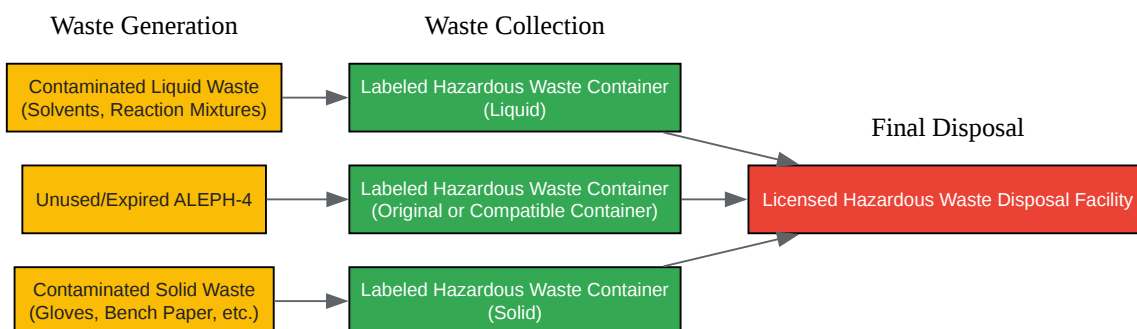 Waste Generation
Waste Collection
Contaminated Liquid Waste
(Solvents, Reaction Mixtures)
Labeled Hazardous Waste Container
(Liquid)
Final Disposal
Unused/Expired ALEPH-4
Labeled Hazardous Waste Container
(Original or Compatible Container)
Licensed Hazardous Waste Disposal Facility
Contaminated Solid Waste
(Gloves, Bench Paper, etc.)
Labeled Hazardous Waste Container
(Solid)